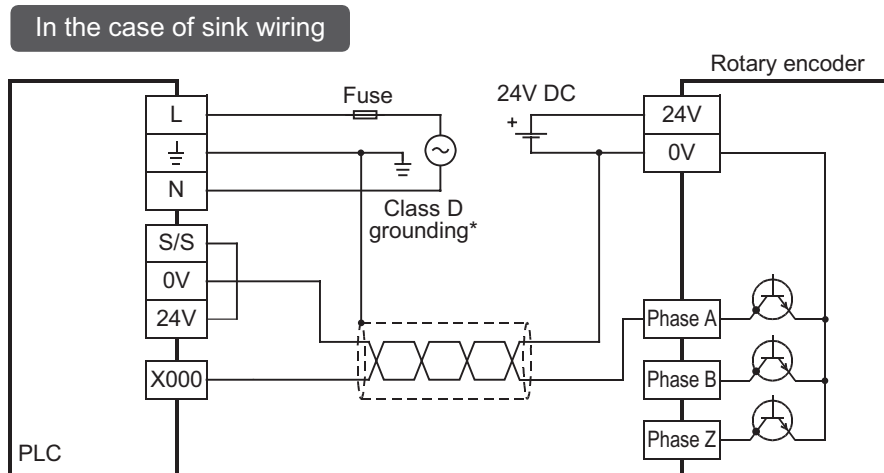 In the case of sink wiring
Rotary encoder
Fuse
24V DC
L
24V
+
0V
N
Class D
grounding*
S/S
0V
24V
Phase A
X000
Phase B
Phase Z
PLC